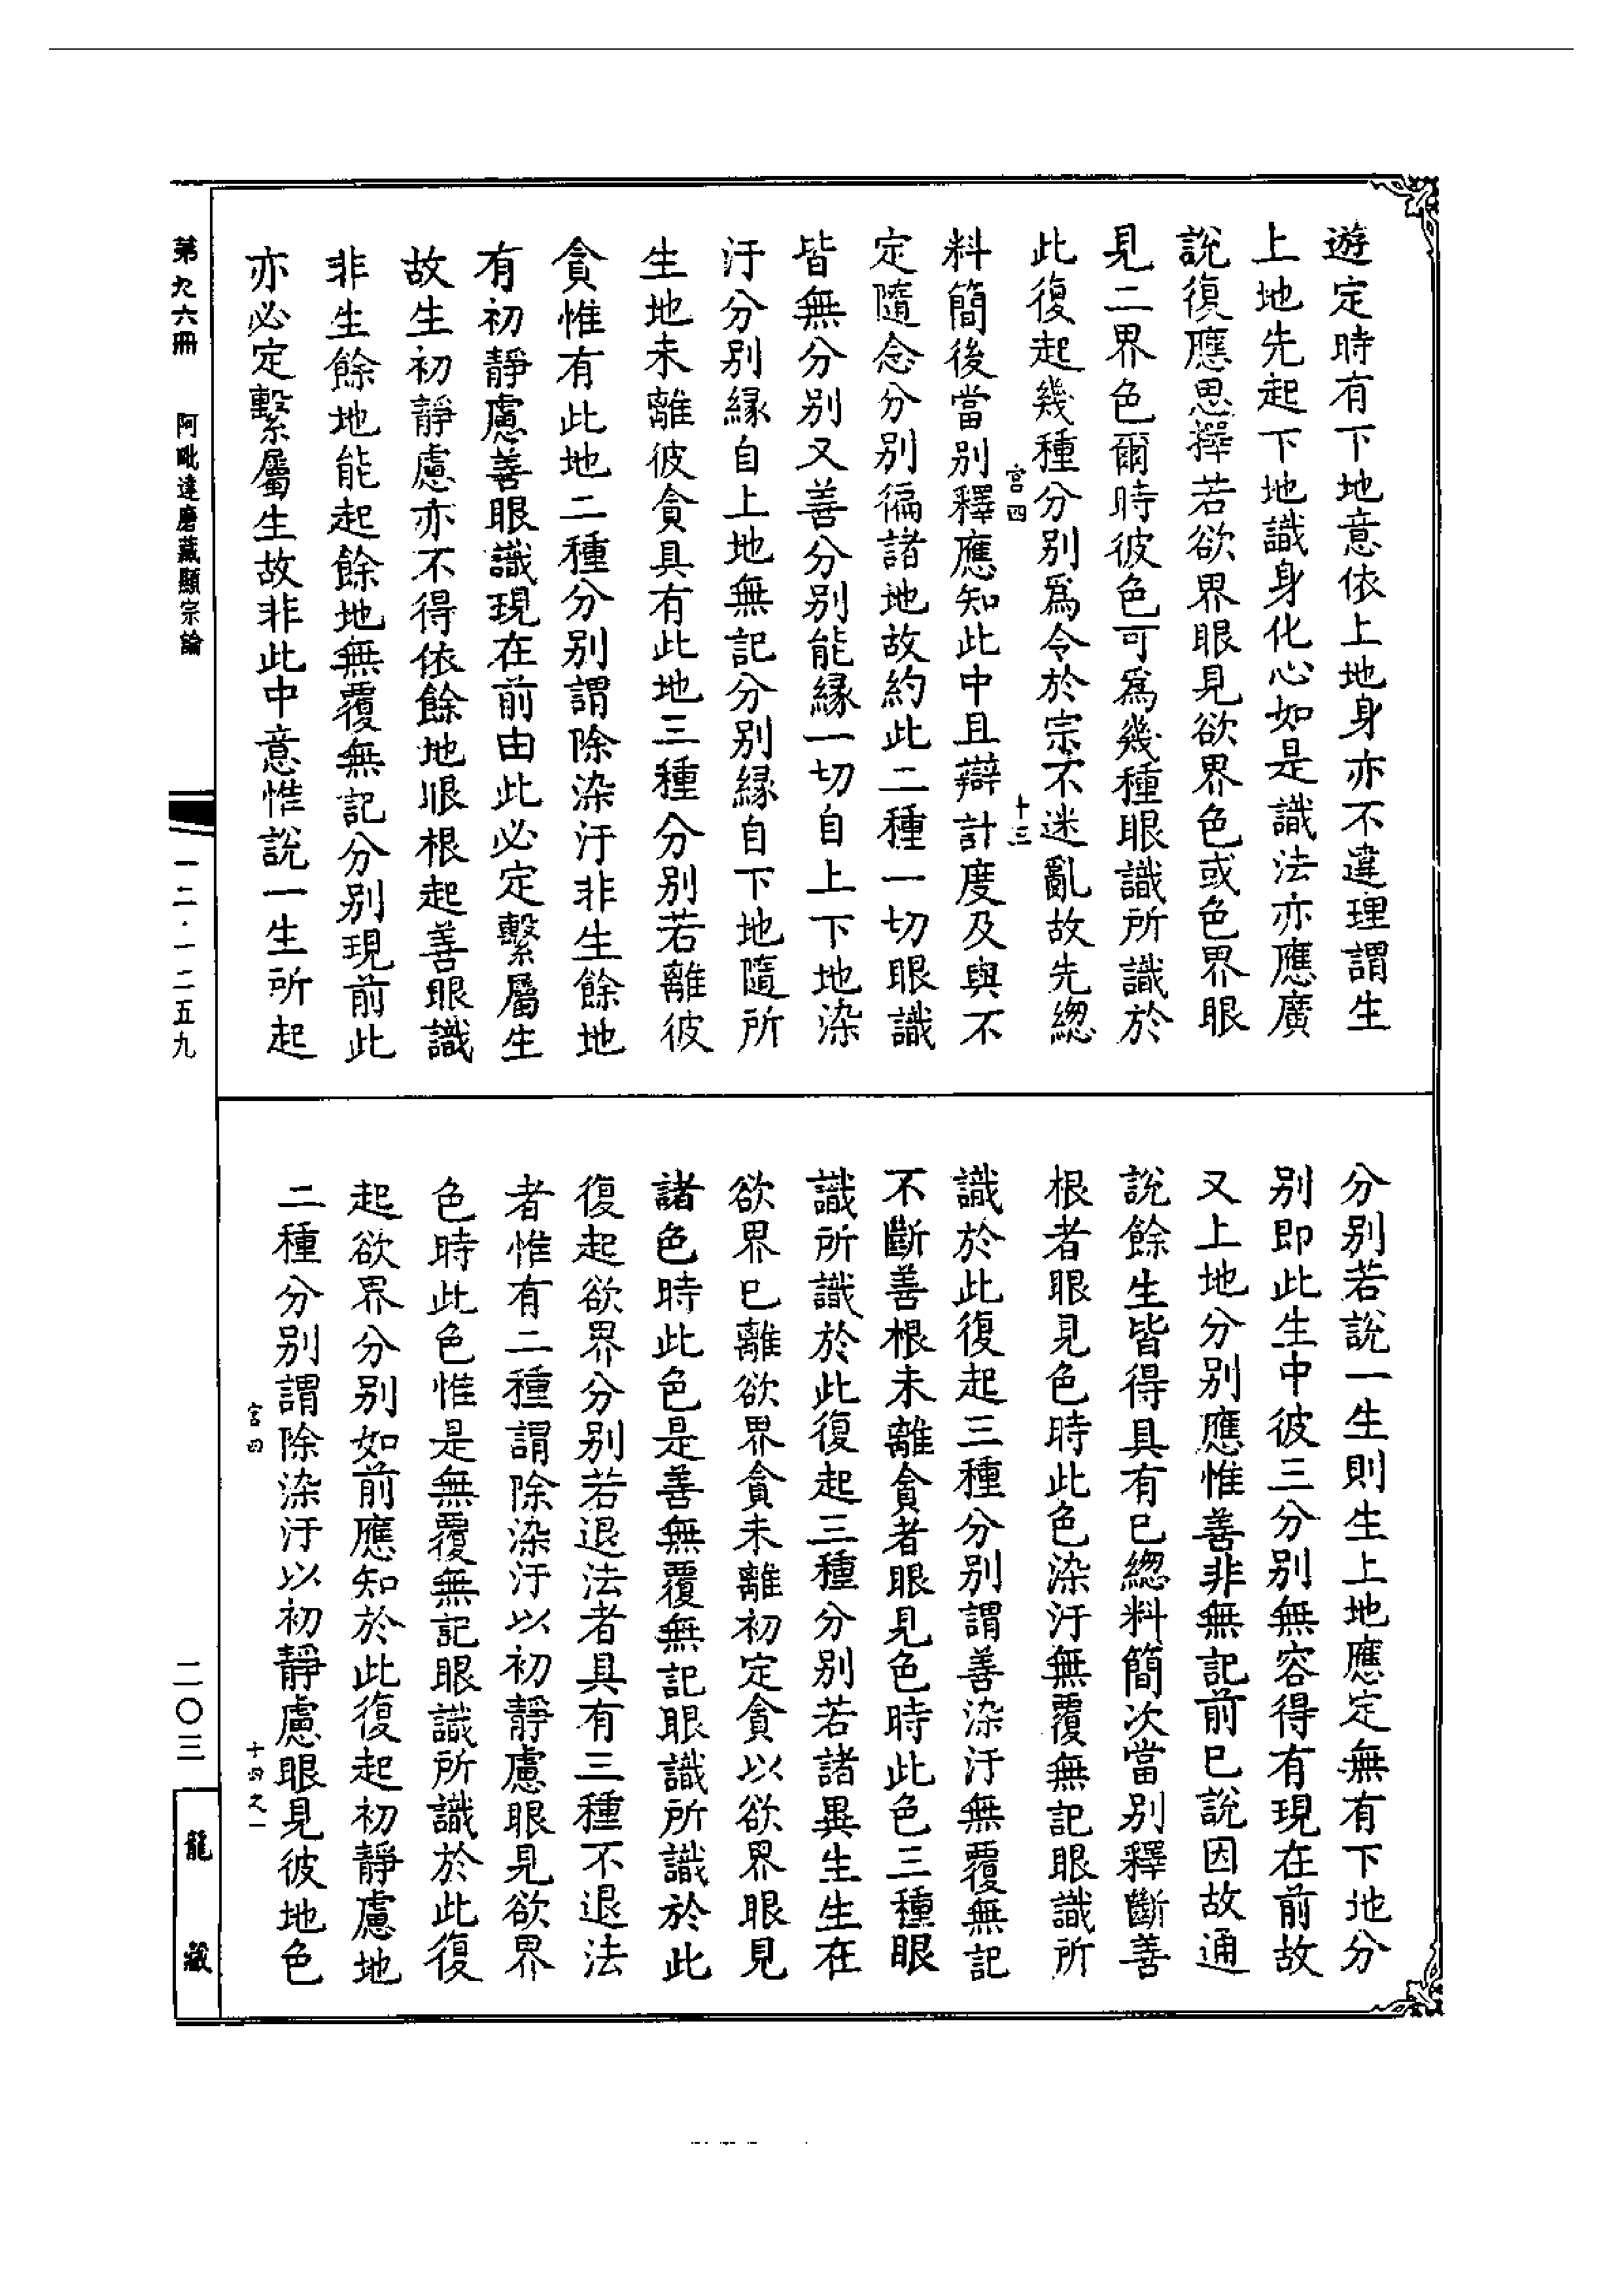 遊定時有下地意依上地身亦不違理謂生
上地先起下地識身化心如是識法亦應廣
說復應思擇若欲界眼見欲界色或色界眼
見二界色爾時彼色可爲幾種眼識所識於
此復起幾種分別爲令於宗不迷亂故先緫
宮四
十三
料簡後當別釋應知此中且辯計度及與不
定隨念分別徧諸地故約此二種一切眼識
皆無分別又善分別能緣一切自上下地染
汙分別緣自上地無記分別緣自下地隨所
生地未離彼貪具有此地三種分別若離彼
貪惟有此地二種分別謂除染汙非生餘地
有初靜慮善眼識現在前由此必定繫屬生
故生初靜慮亦不得依餘地眼根起善眼識
非生餘地能起餘地無覆無記分別現前此
亦必定繫屬生故非此中意惟說一生所起
分別若說一生則生上地應定無有下地分
別即此生中彼三分別無容得有現在前故
又上地分別應惟善非無記前已說因故通
說餘生皆得具有已緫料簡次當別釋斷善
根者眼見色時此色染汙無覆無記眼識所
識於此復起三種分別謂善染汙無覆無記
不斷善根未離貪者眼見色時此色三種眼
識所識於此復起三種分別若諸異生生在
欲界已離欲界貪未離初定貪以欲界眼見
諸色時此色是善無覆無記眼識所識於此
復起欲界分別若退法者具有三種不退法
者惟有二種謂除染汙以初靜慮眼見欲界
色時此色惟是無覆無記眼識所識於此復
起欲界分別如前應知於此復起初靜慮地
二種分別謂除染汙以初靜慮眼見彼地色
宮四
十四之一
第九六冊
阿毗達磨藏顯宗論
一二·一二五九
二〇三
龍藏